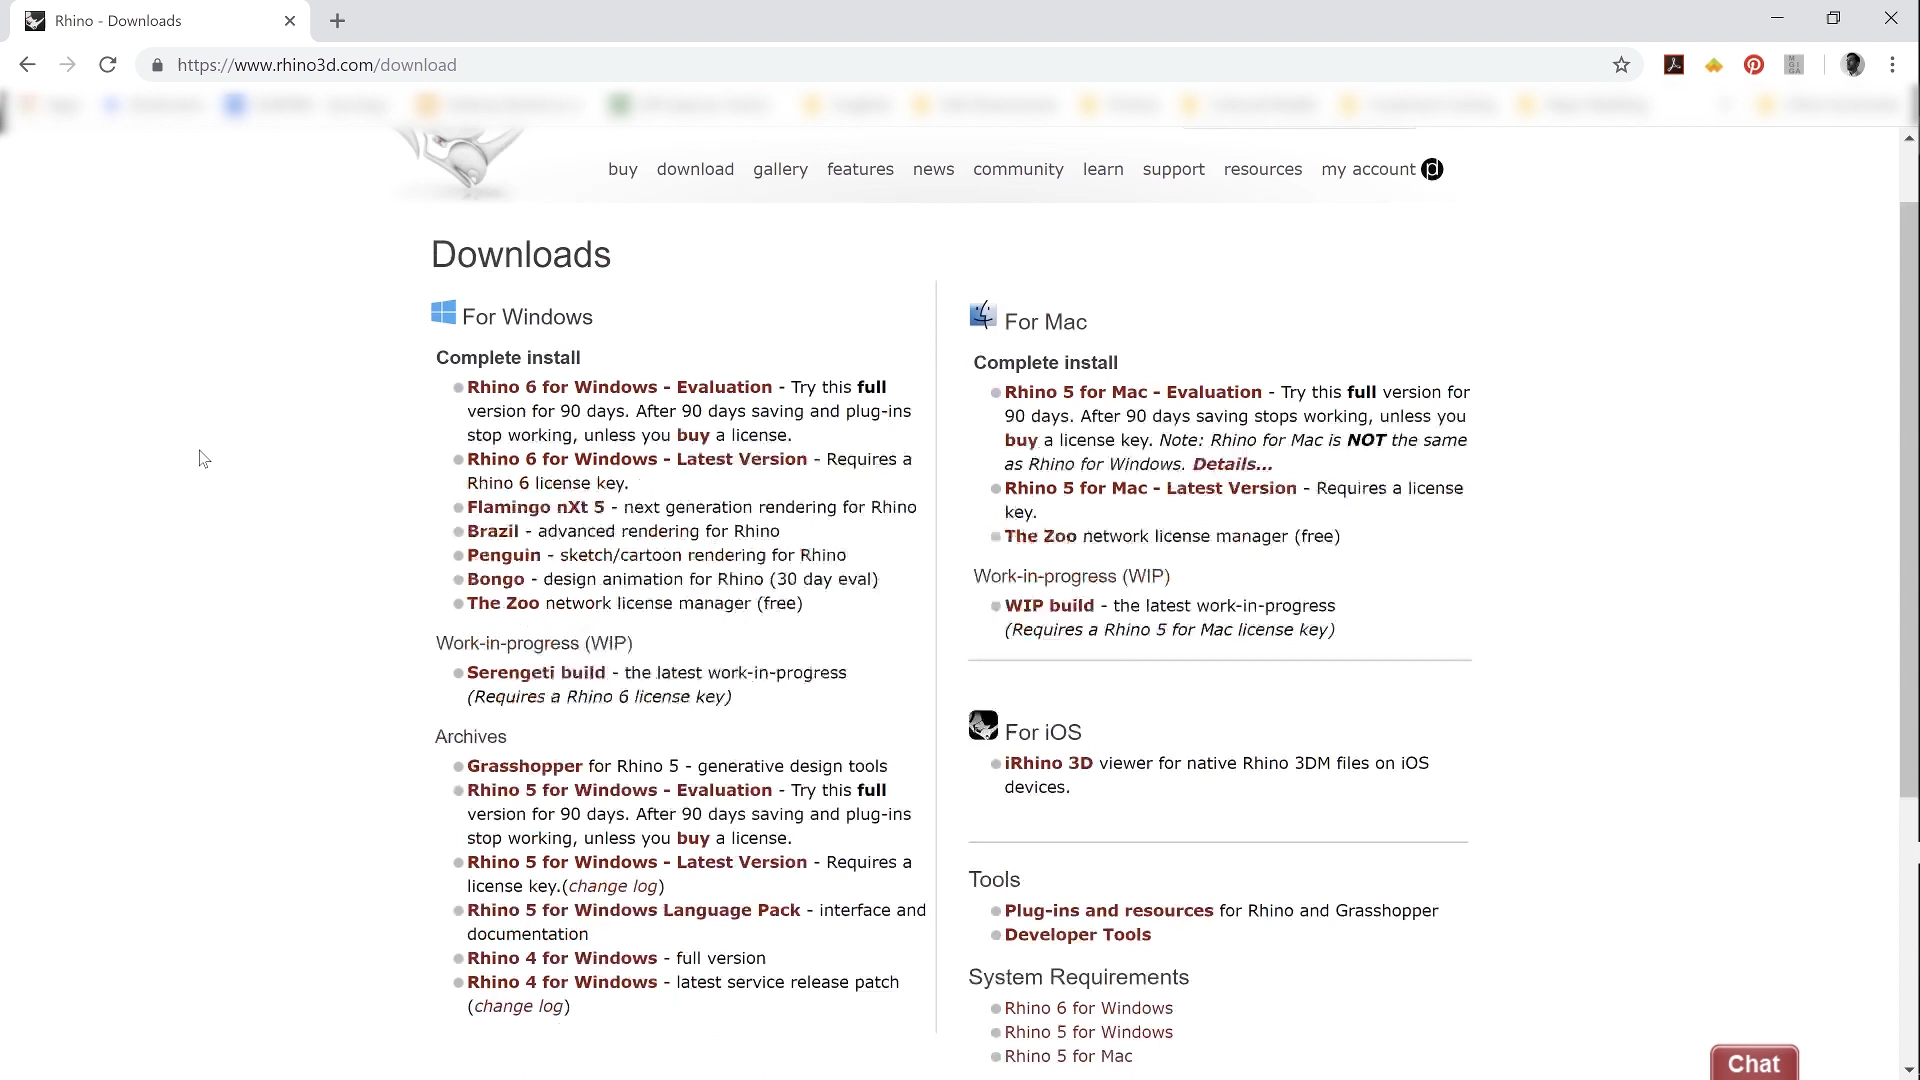 Rhino - Downloads
https://www.rhino3d.com/download
buy download gallery features news community learn support resources my account
Downloads
For Windows
Complete install
Rhino 6 for Windows - Evaluation - Try this full
version for 90 days. After 90 days saving and plug-ins
stop working, unless you buy a license.
Rhino 6 for Windows - Latest Version - Requires a
Rhino 6 license key.
Flamingo nXt 5 - next generation rendering for Rhino
Brazil - advanced rendering for Rhino
Penguin - sketch/cartoon rendering for Rhino
Bongo - design animation for Rhino (30 day eval)
The Zoo network license manager (free)
Work-in-progress (WIP)
Serengeti build - the latest work-in-progress
(Requires a Rhino 6 license key)
Archives
Grasshopper for Rhino 5 - generative design tools
Rhino 5 for Windows - Evaluation - Try this full
version for 90 days. After 90 days saving and plug-ins
stop working, unless you buy a license.
Rhino 5 for Windows - Latest Version - Requires a
license key.(change log)
Rhino 5 for Windows Language Pack - interface and
documentation
Rhino 4 for Windows - full version
Rhino 4 for Windows - latest service release patch
(change log)
For Mac
Complete install
Rhino 5 for Mac - Evaluation - Try this full version for
90 days. After 90 days saving stops working, unless you
buy a license key. Note: Rhino for Mac is NOT the same
as Rhino for Windows. Details...
Rhino 5 for Mac - Latest Version - Requires a license
key.
The Zoo network license manager (free)
Work-in-progress (WIP)
WIP build - the latest work-in-progress
(Requires a Rhino 5 for Mac license key)
For iOS
iRhino 3D viewer for native Rhino 3DM files on iOS
devices.
Tools
Plug-ins and resources for Rhino and Grasshopper
Developer Tools
System Requirements
Rhino 6 for Windows
Rhino 5 for Windows
Rhino 5 for Mac
Chat